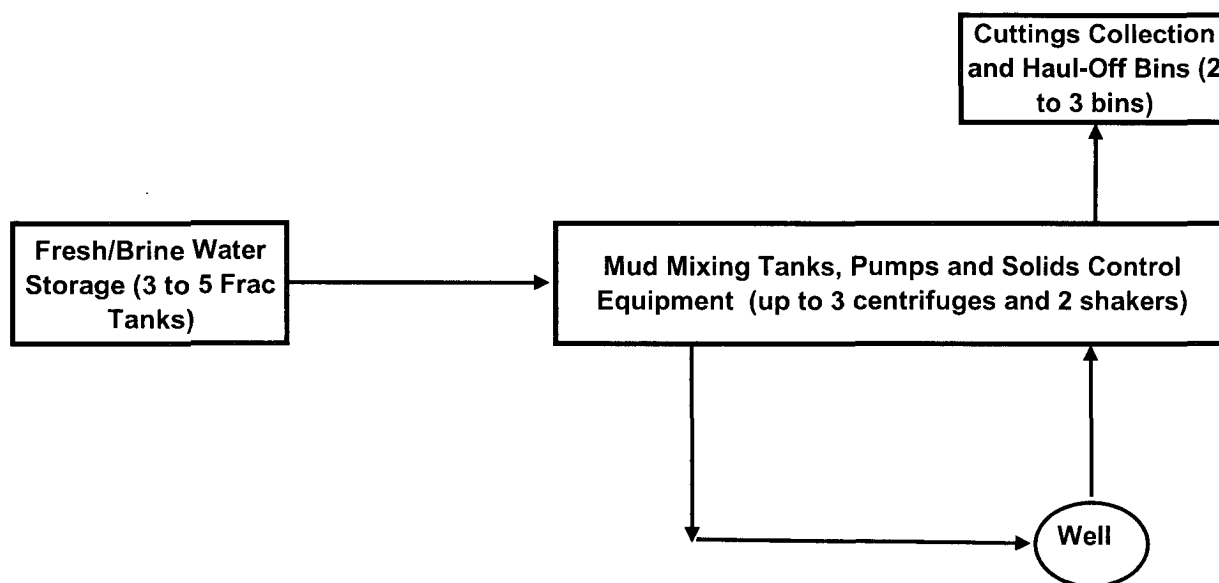 Cuttings Collection
and Haul-Off Bins (2
to 3 bins)
Fresh/Brine Water
Storage (3 to 5 Frac
Tanks)
Mud Mixing Tanks, Pumps and Solids Control
Equipment (up to 3 centrifuges and 2 shakers)
Well